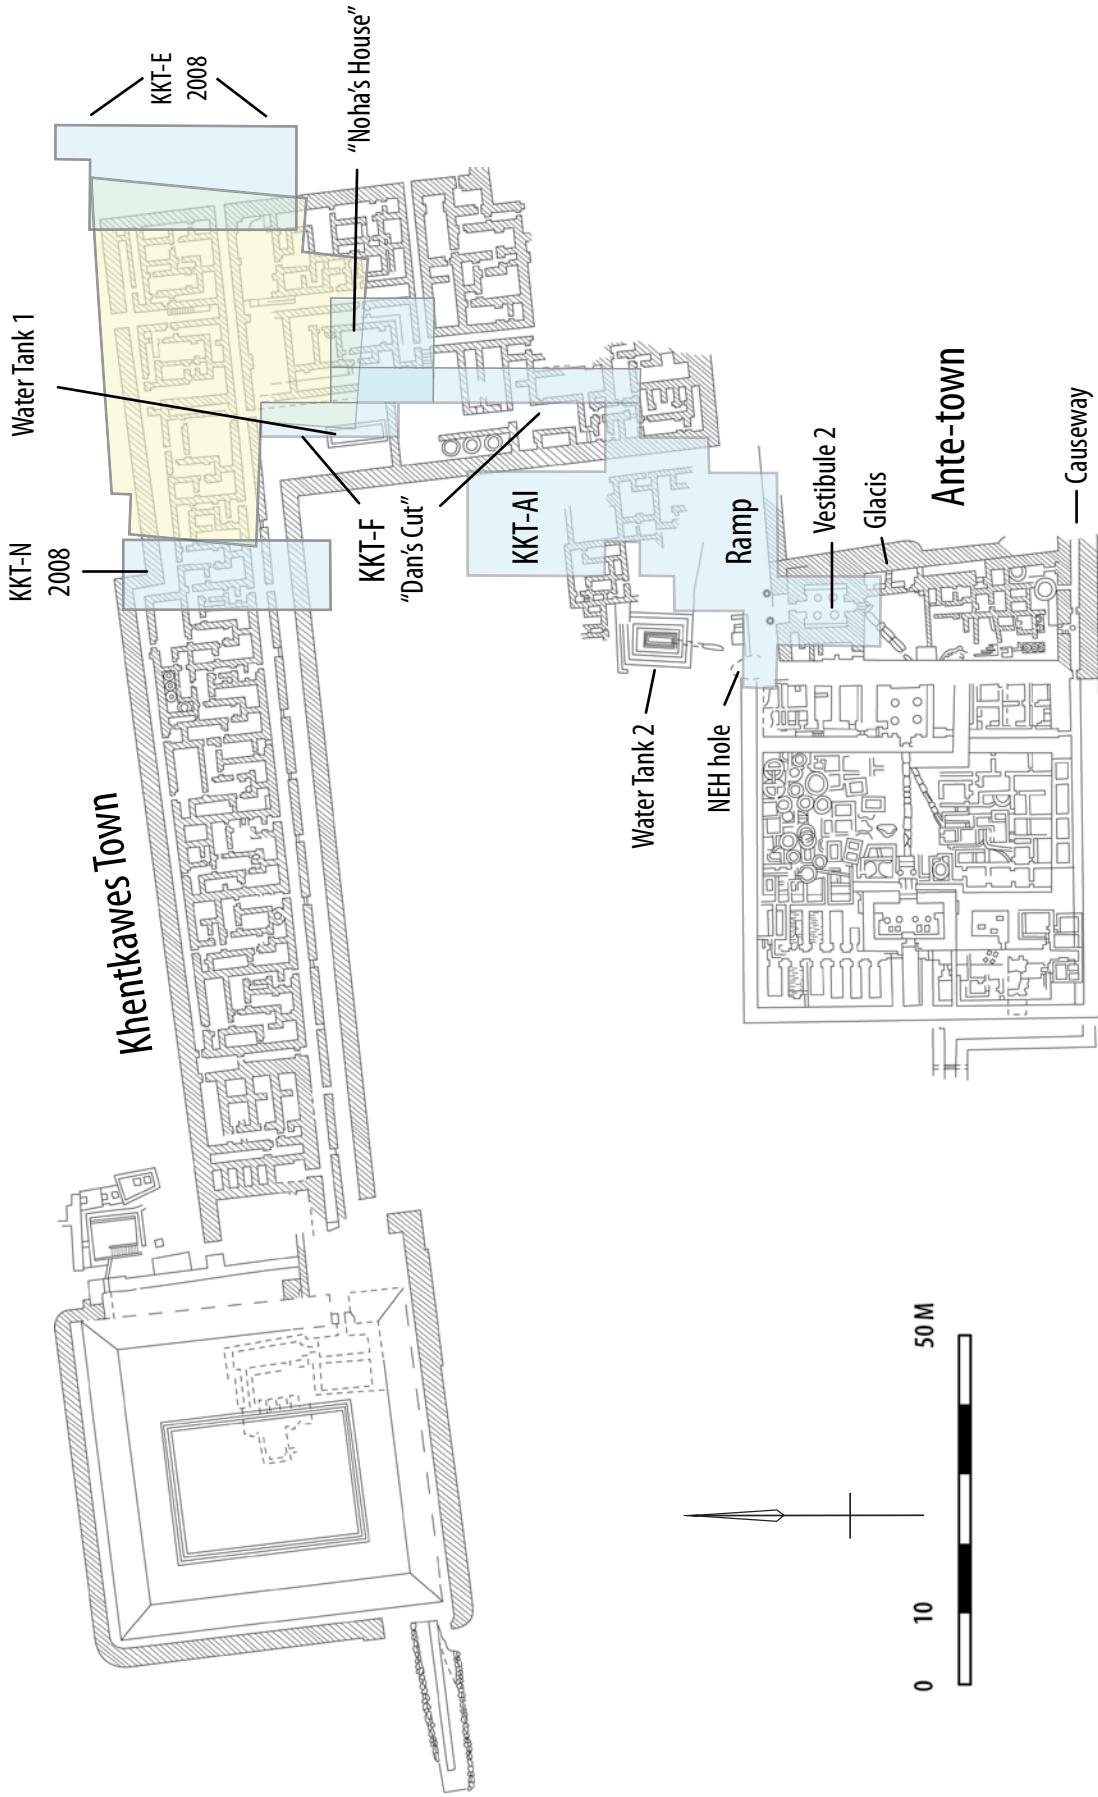 KKT-E
2008
"Noha's House"
Water Tank 1
KKT-N
2008
KKT-F
"Dan's Cut"
KKT-AI
Ramp
Vestibule 2
Glacis
Ante-town
Causeway
Water Tank 2
NEH hole
Khentkawes Town
0 10 50 M